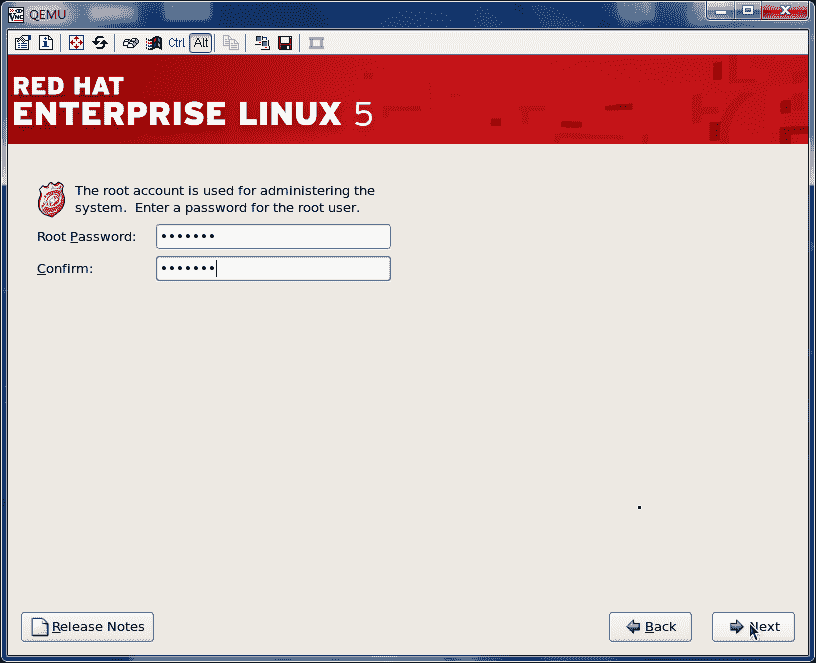 QEMU
Ctrl Alt
RED HAT
ENTERPRISE LINUX 5
The root account is used for administering the
system. Enter a password for the root user.
Root Password:
Confirm:
Release Notes
Back
Next